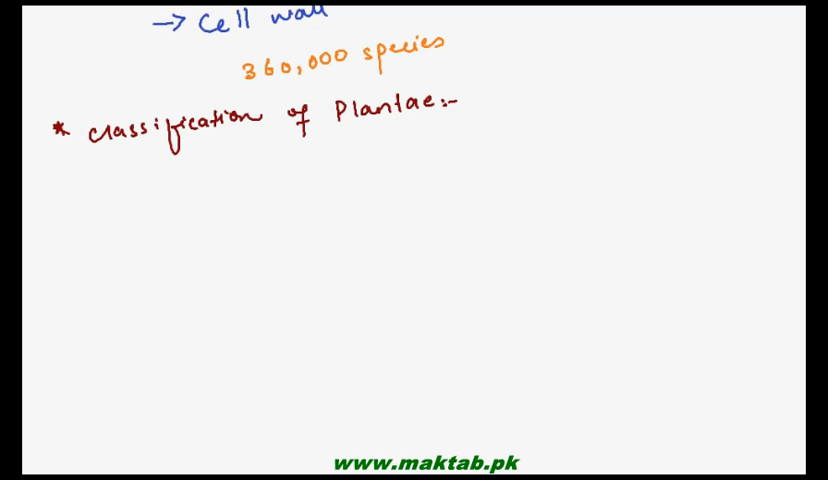 → Cell wall
360,000 species
* Classification of Plantae:-
www.maktab.pk